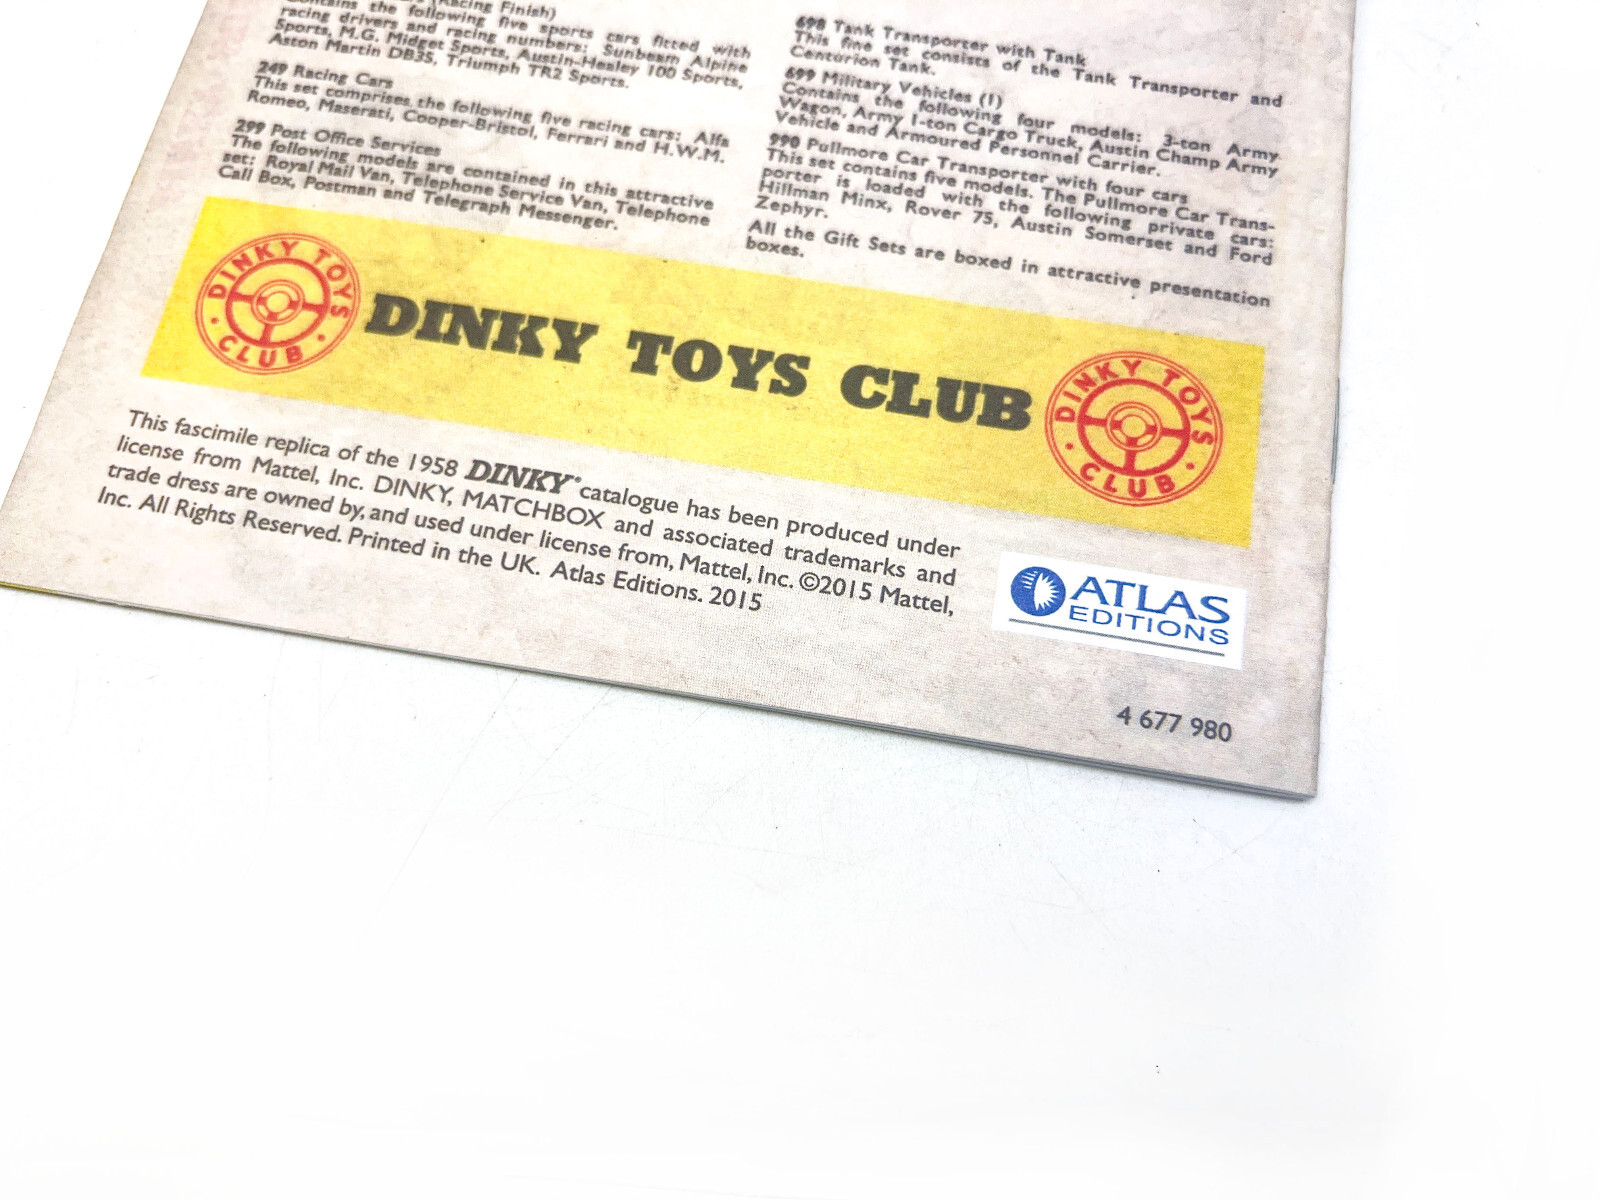 (Racing Finish)
Contains the following five sports cars fitted with
racing drivers and racing numbers: Sunbeam Alpine
Sports, M.G. Midget Sports, Austin-Healey 100 Sports,
Aston Martin DB3S, Triumph TR2 Sports.
249 Racing Cars
This set comprises the following five racing cars: Alfa
Romeo, Maserati, Cooper-Bristol, Ferrari and H.W.M.
299 Post Office Services
The following models are contained in this attractive
set: Royal Mail Van, Telephone Service Van, Telephone
Call Box, Postman and Telegraph Messenger.
698 Tank Transporter with Tank
This fine set consists of the Tank Transporter and
Centurion Tank.
699 Military Vehicles (1)
Contains the following four models: 3-ton Army
Wagon, Army 1-ton Cargo Truck, Austin Champ Army
Vehicle and Armoured Personnel Carrier.
990 Pullmore Car Transporter with four cars
This set contains five models. The Pullmore Car Trans-
porter is loaded with the following private cars:
Hillman Minx, Rover 75, Austin Somerset and Ford
Zephyr.
All the Gift Sets are boxed in attractive presentation
boxes.
DINKY TOYS
CLUB
DINKY TOYS CLUB
DINKY TOYS
CLUB
This fascimile replica of the 1958 DINKY® catalogue has been produced under
license from Mattel, Inc. DINKY, MATCHBOX and associated trademarks and
trade dress are owned by, and used under license from, Mattel, Inc. ©2015 Mattel,
Inc. All Rights Reserved. Printed in the UK. Atlas Editions. 2015
ATLAS
EDITIONS
4 677 980